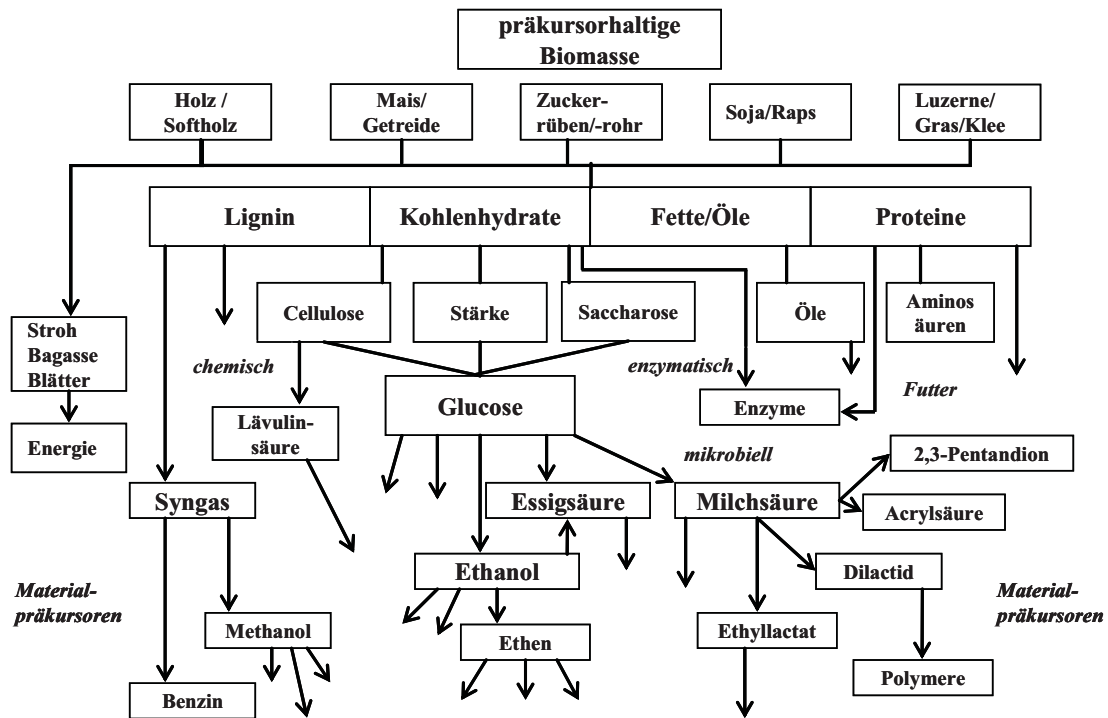 präkursorhaltige
Biomasse
Holz /
Softholz
Mais/
Getreide
Zucker-
rüben/-rohr
Soja/Raps
Luzerne/
Gras/Klee
Lignin
Kohlenhydrate
Fette/Öle
Proteine
Stroh
Bagasse
Blätter
Cellulose
Stärke
Saccharose
Öle
Aminos
äuren
chemisch
enzymatisch
Futter
Energie
Lävulin-
säure
Glucose
Enzyme
mikrobiell
2,3-Pentandion
Syngas
Essigsäure
Milchsäure
Acrylsäure
Ethanol
Dilactid
Material-
präkursoren
Material-
präkursoren
Methanol
Ethen
Ethyllactat
Benzin
Polymere